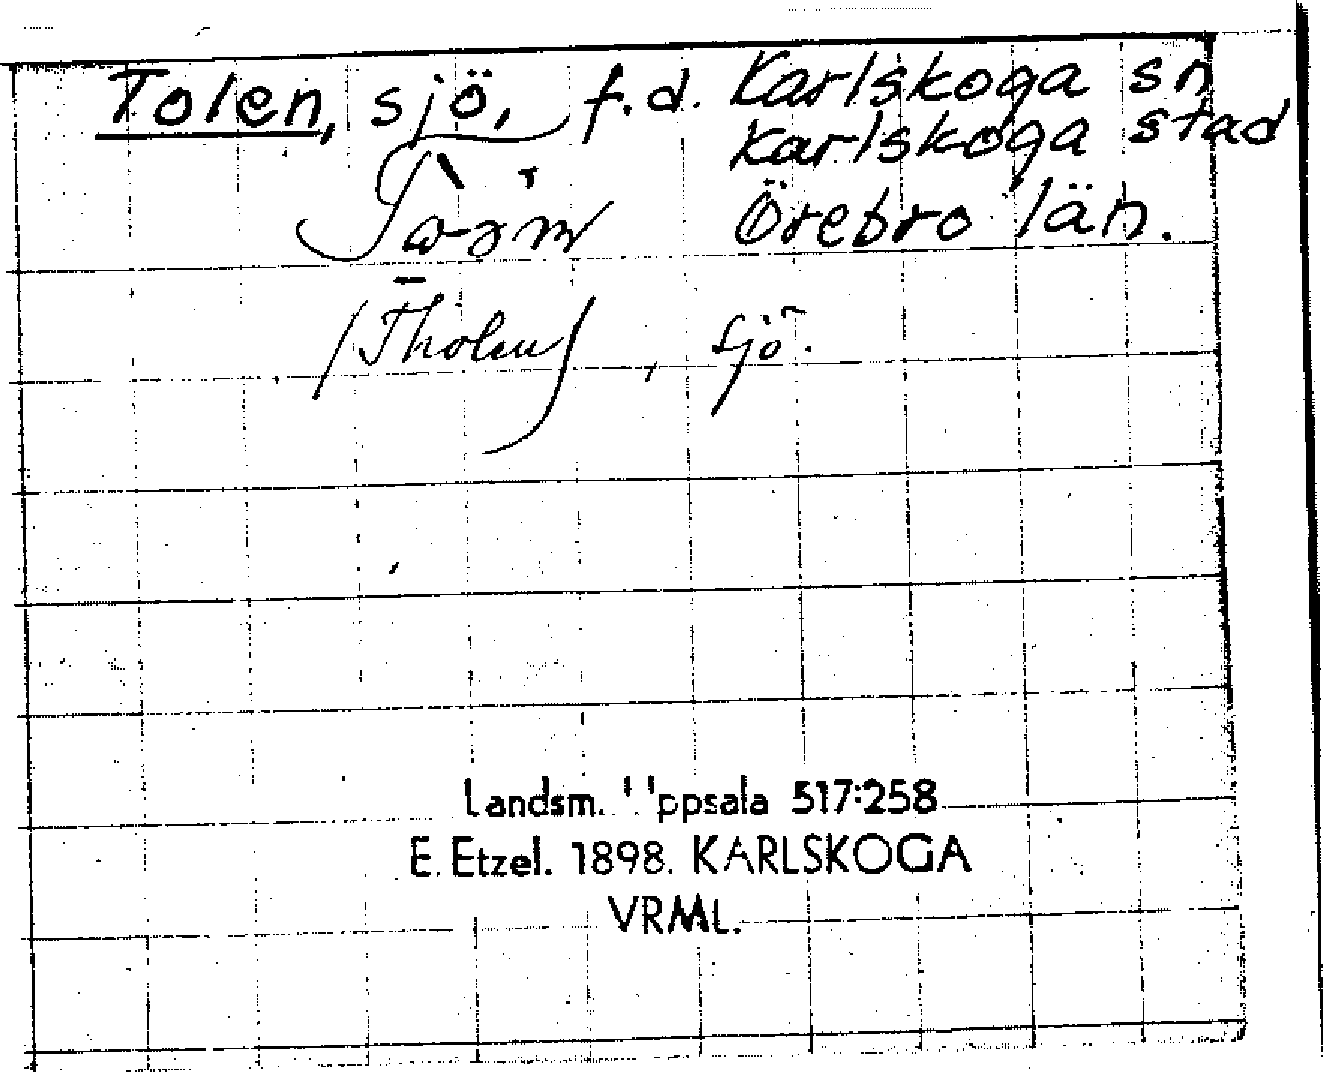 Tolen, sjö, f.d. Karlskoga sn
Karlskoga stad
Örebro län.
(Tholen), sjö.
Landsm. Uppsala 517:258
E. Etzel. 1898. KARLSKOGA
VRML.